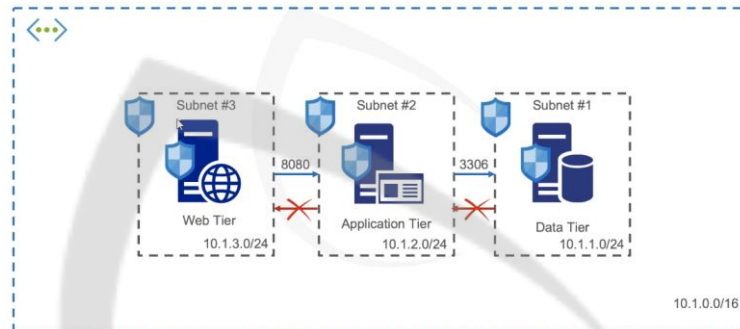 Subnet #3
Subnet #2
Subnet #1
8080
3306
Web Tier
Application Tier
Data Tier
10.1.3.0/24
10.1.2.0/24
10.1.1.0/24
10.1.0.0/16